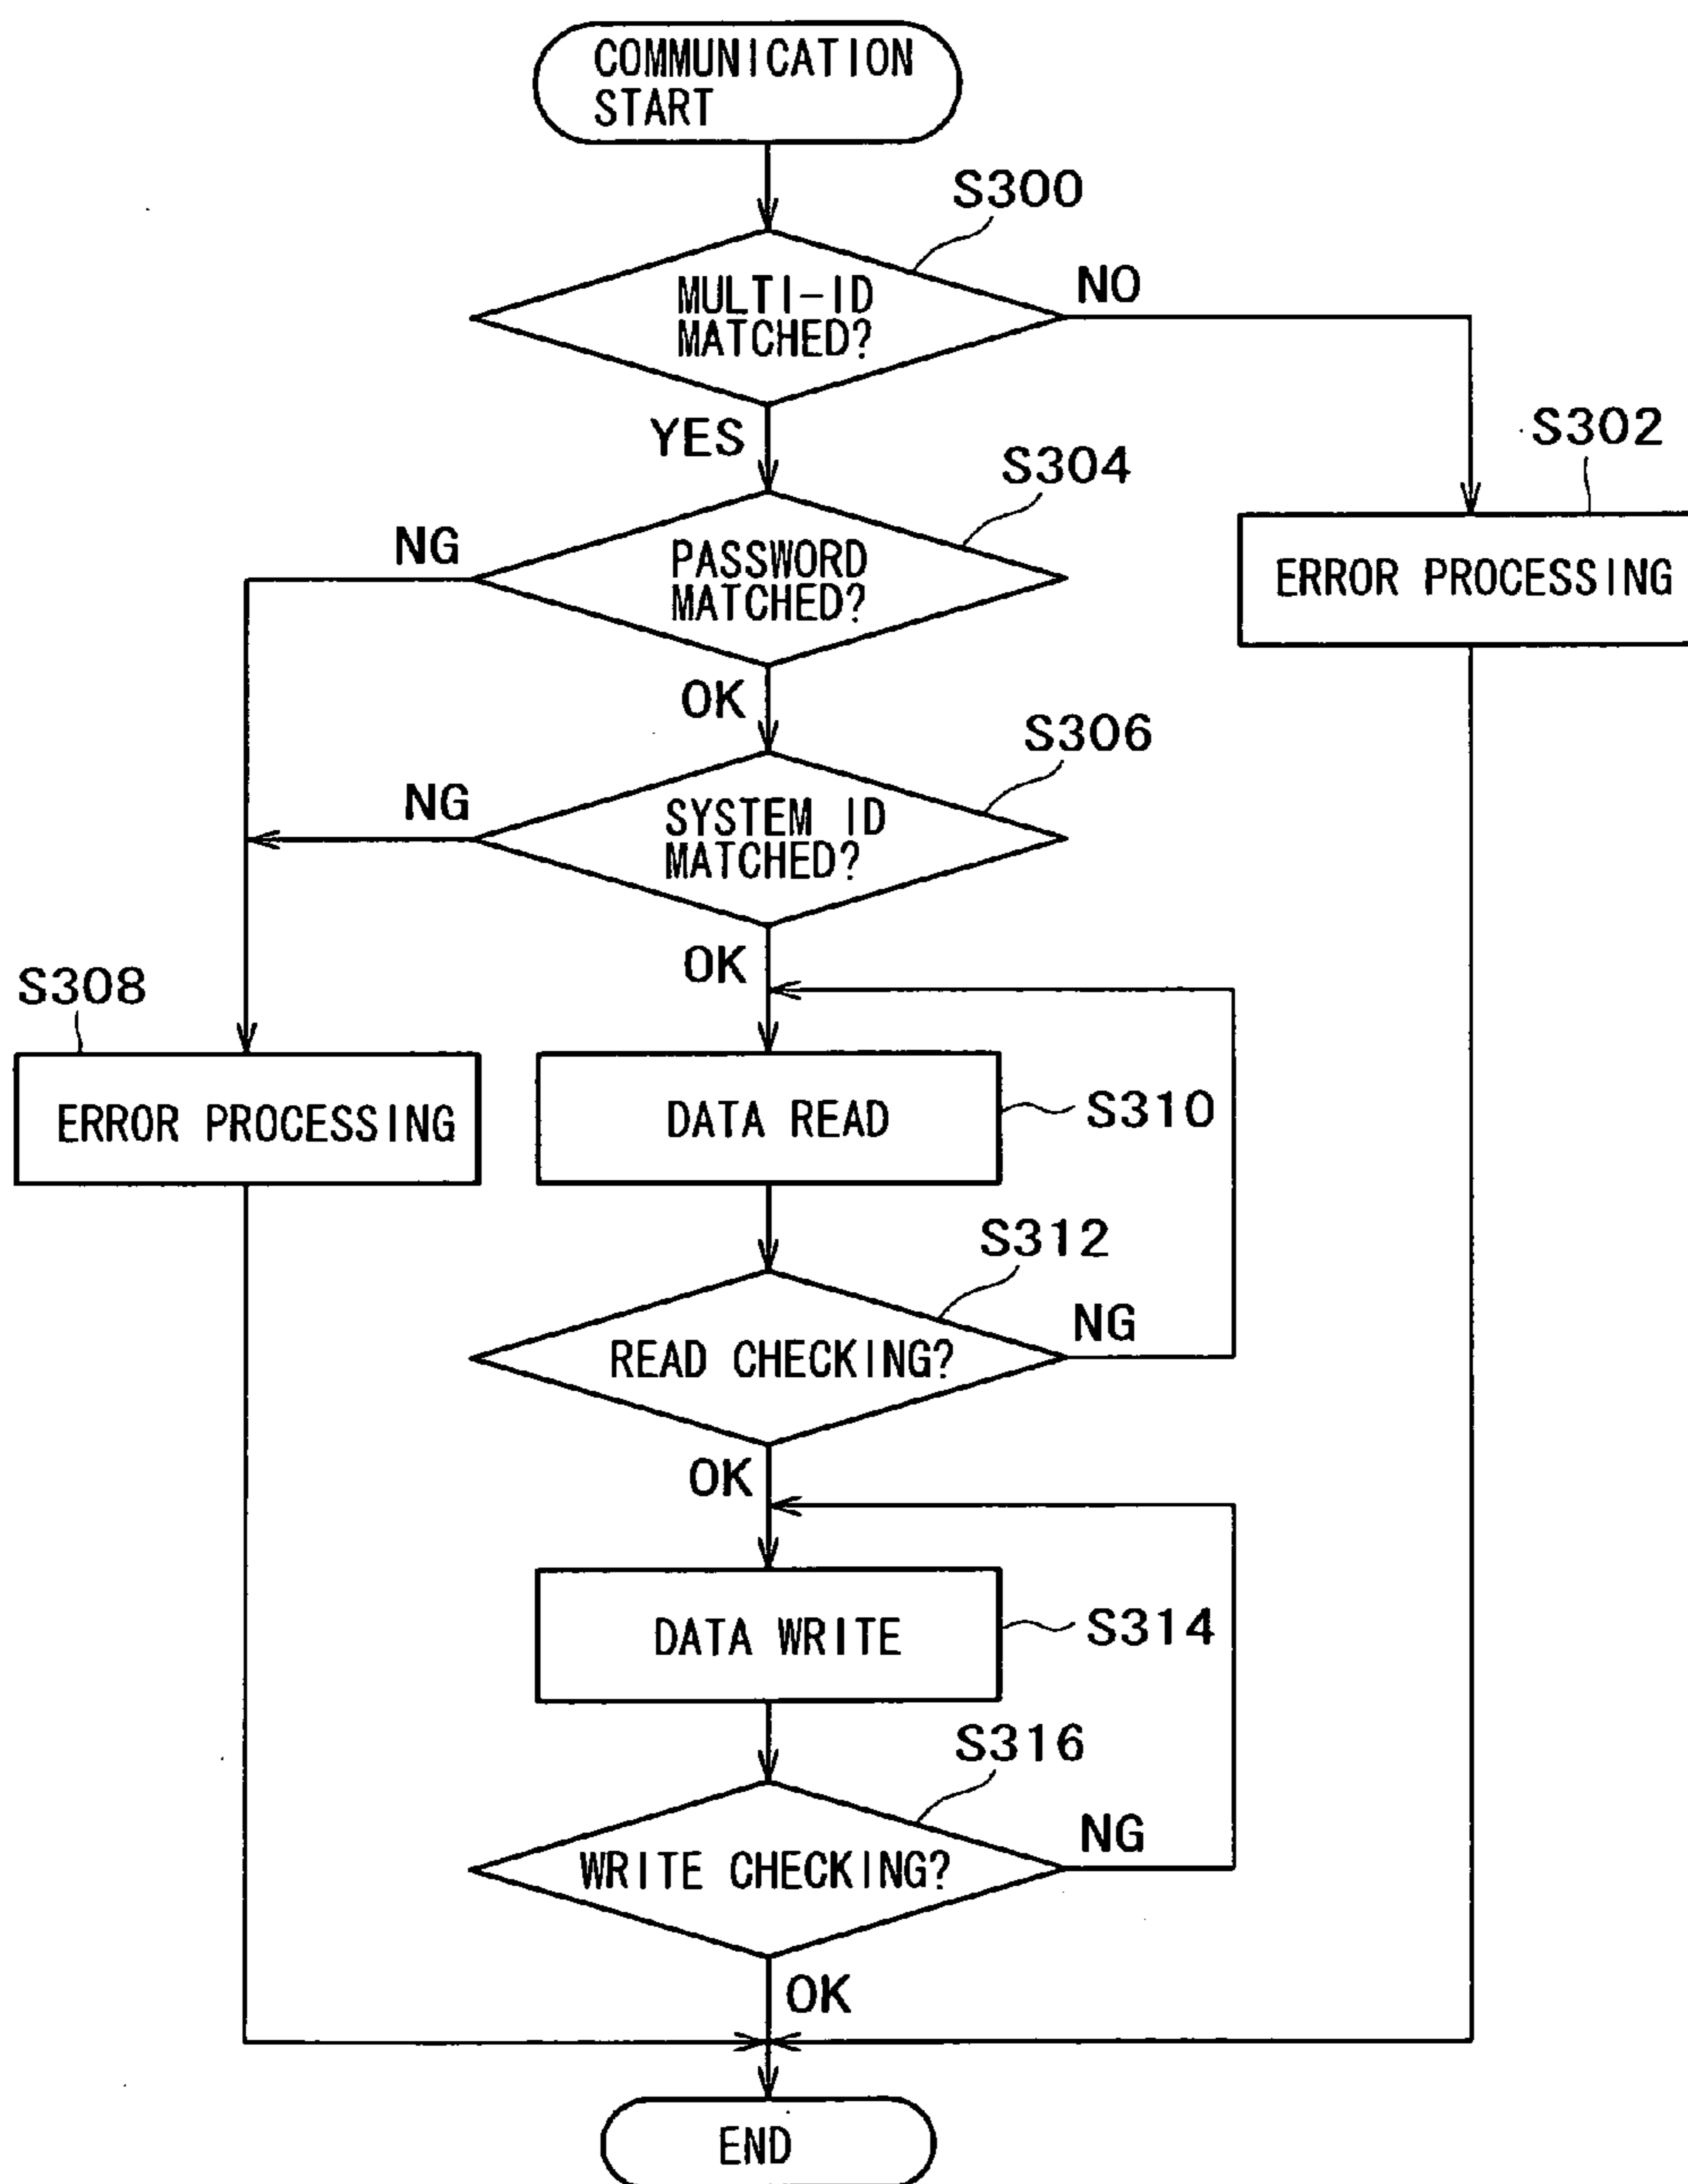 COMMUNICATION
START
S300
MULTI-ID
MATCHED?
NO
YES
S302
ERROR PROCESSING
S304
PASSWORD
MATCHED?
NG
OK
S306
SYSTEM ID
MATCHED?
NG
OK
S308
ERROR PROCESSING
DATA READ
S310
S312
READ CHECKING?
NG
OK
DATA WRITE
S314
S316
WRITE CHECKING?
NG
OK
END